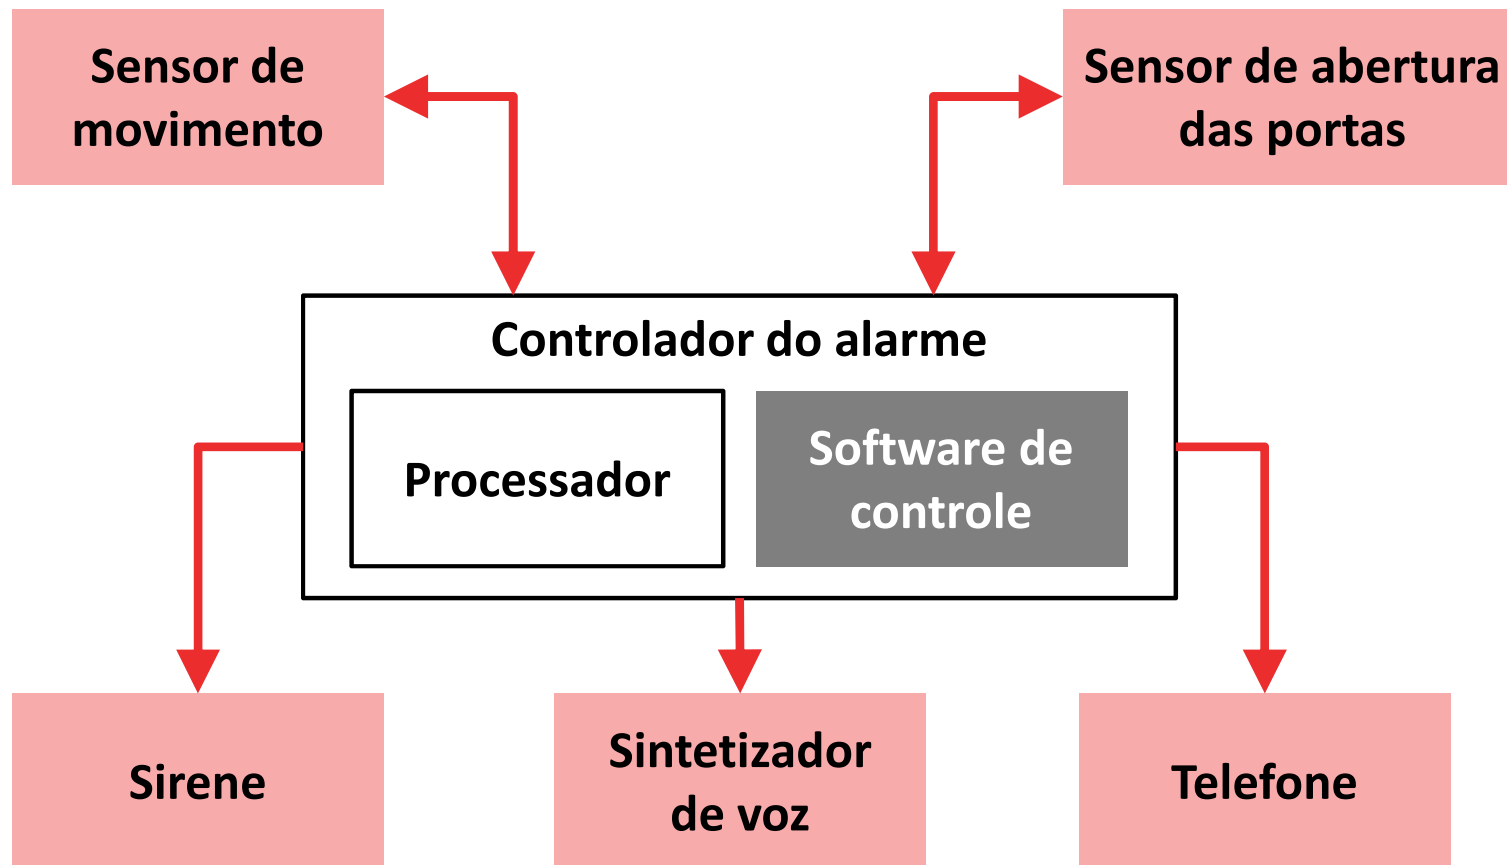 Sensor de
movimento
Sensor de abertura
das portas
Controlador do alarme
Processador
Software de
controle
Sirene
Sintetizador
de voz
Telefone